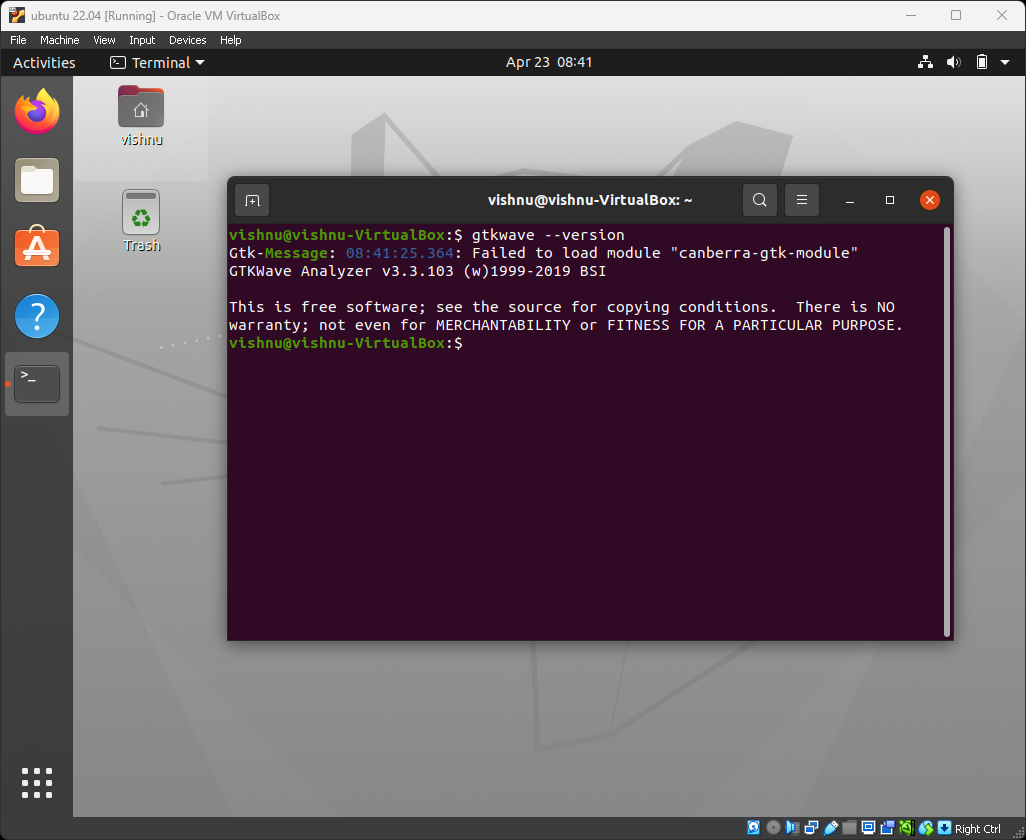 ubuntu 22.04 [Running] - Oracle VM VirtualBox
File Machine View Input Devices Help
Activities Terminal Apr 23 08:41
vishnu
Trash
vishnu@vishnu-VirtualBox: ~
vishnu@vishnu-VirtualBox:$ gtkwave --version
Gtk-Message: 08:41:25.364: Failed to load module "canberra-gtk-module"
GTKWave Analyzer v3.3.103 (w)1999-2019 BSI
This is free software; see the source for copying conditions.  There is NO
warranty; not even for MERCHANTABILITY or FITNESS FOR A PARTICULAR PURPOSE.
vishnu@vishnu-VirtualBox:$
Right Ctrl